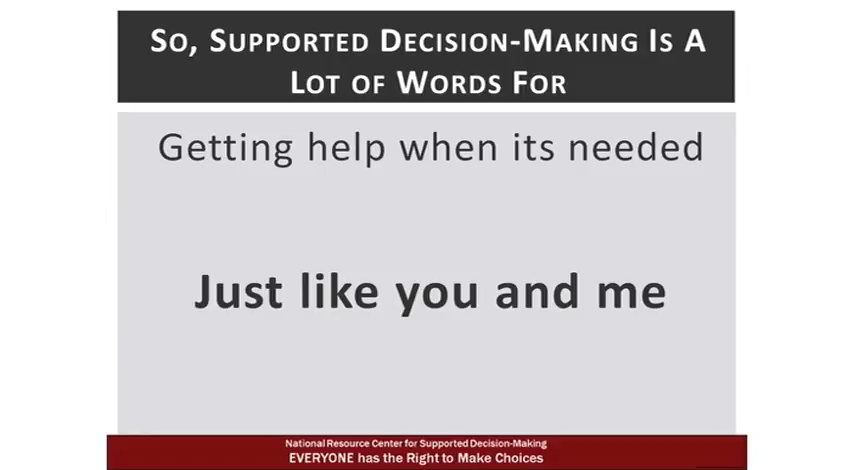 So, Supported Decision-Making Is A
Lot of Words For
Getting help when its needed
Just like you and me
National Resource Center for Supported Decision-Making
EVERYONE has the Right to Make Choices